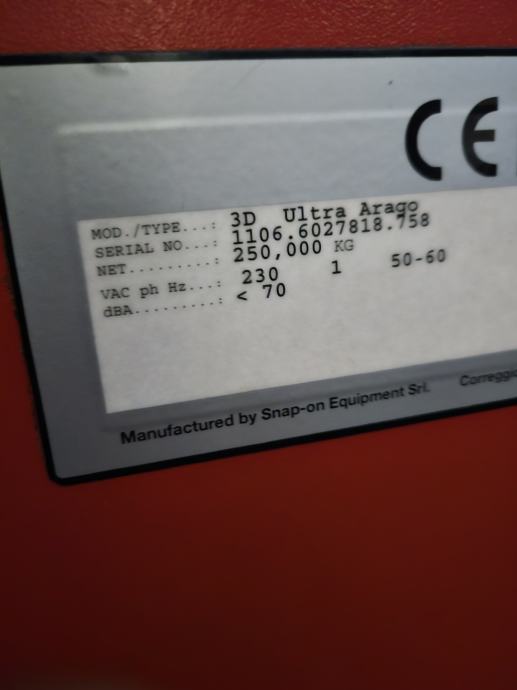 CE
MOD./TYPE...: 3D Ultra Arago
SERIAL NO...: 1106.6027818.758
NET.........: 250,000 KG
VAC ph Hz...: 230 1 50-60
dBA.........: < 70
Manufactured by Snap-on Equipment Srl. Correggio